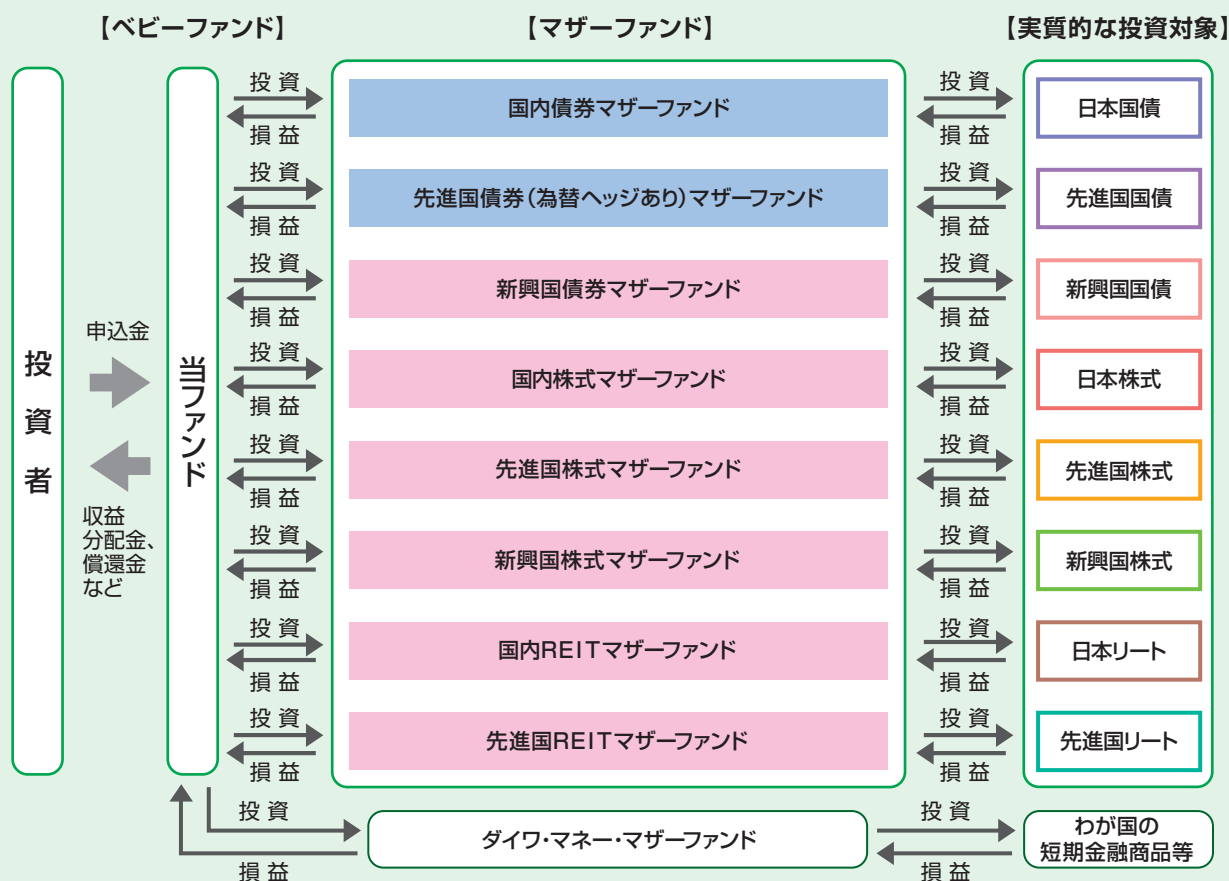 【ベビーファンド】
【マザーファンド】
【実質的な投資対象】
投資者
申込金
収益
分配金、
償還金
など
当ファンド
投 資
損 益
国内債券マザーファンド
投 資
損 益
日本国債
投 資
損 益
先進国債券(為替ヘッジあり)マザーファンド
投 資
損 益
先進国国債
投 資
損 益
新興国債券マザーファンド
投 資
損 益
新興国国債
投 資
損 益
国内株式マザーファンド
投 資
損 益
日本株式
投 資
損 益
先進国株式マザーファンド
投 資
損 益
先進国株式
投 資
損 益
新興国株式マザーファンド
投 資
損 益
新興国株式
投 資
損 益
国内REITマザーファンド
投 資
損 益
日本リート
投 資
損 益
先進国REITマザーファンド
投 資
損 益
先進国リート
投 資
損 益
ダイワ・マネー・マザーファンド
投 資
損 益
わが国の
短期金融商品等